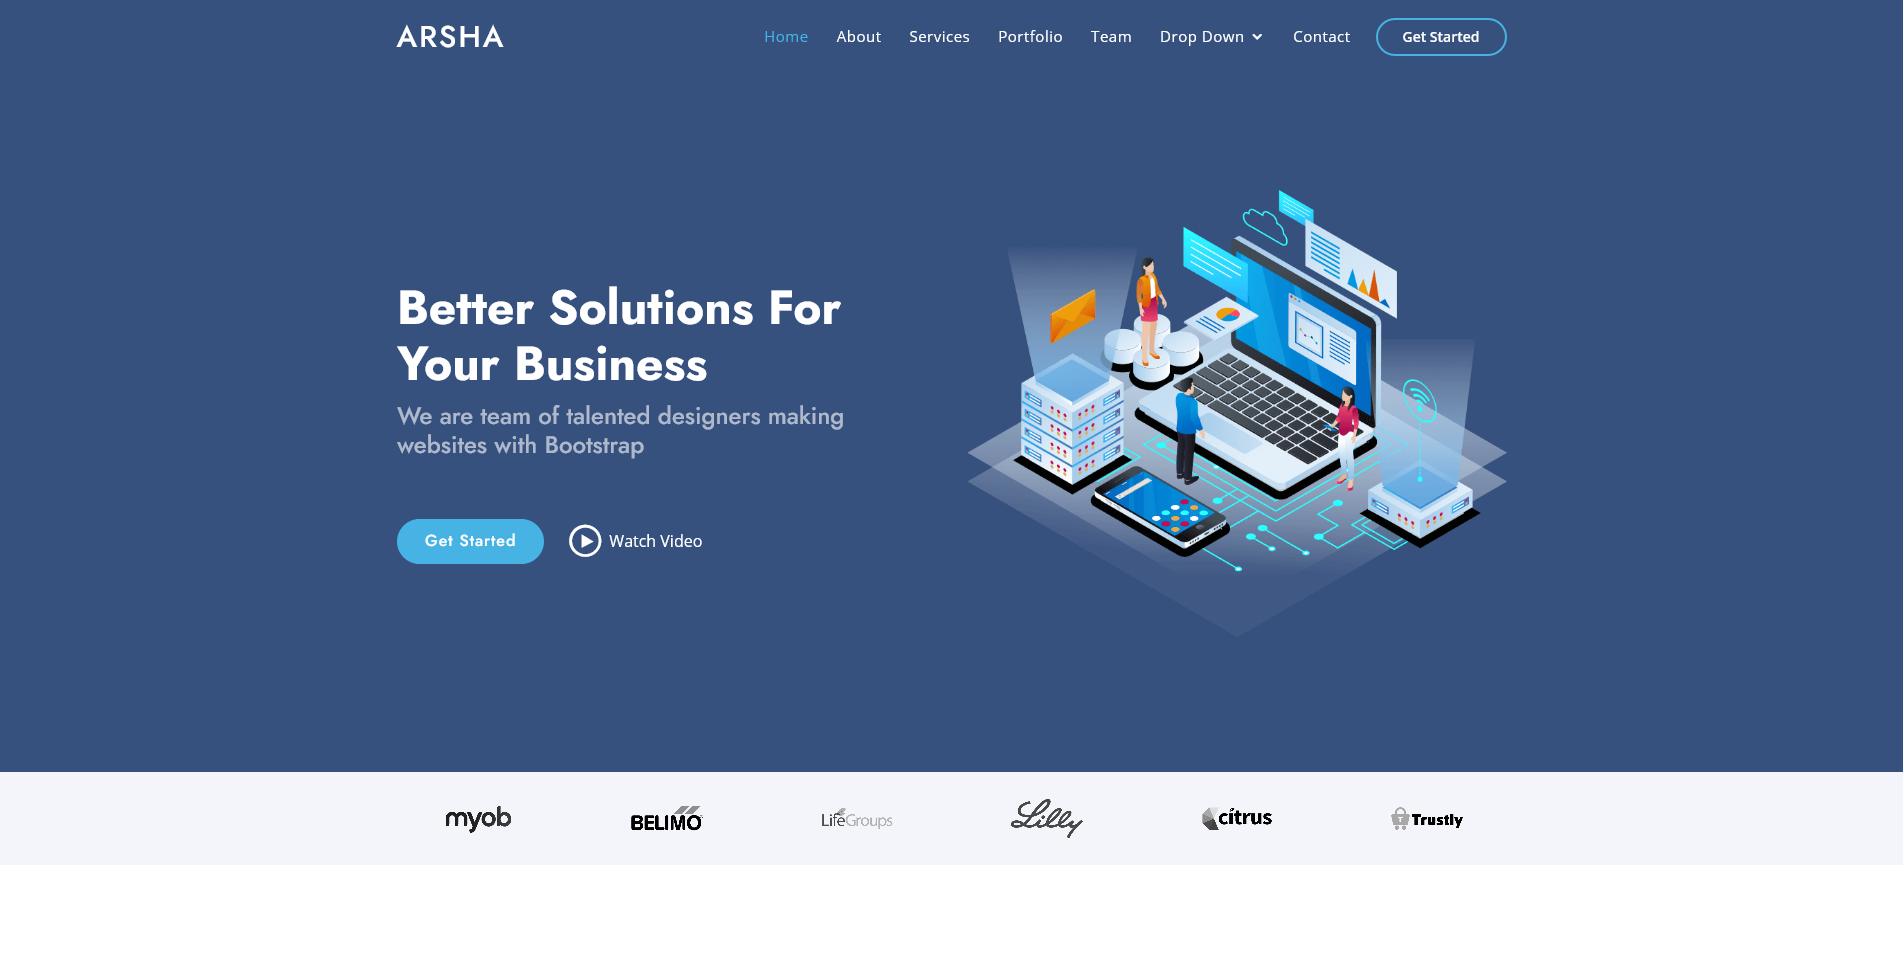 ARSHA
Home About Services Portfolio Team Drop Down Contact Get Started
Better Solutions For
Your Business
We are team of talented designers making
websites with Bootstrap
Get Started Watch Video
myob BELIMO LifeGroups Lilly citrus Trustly